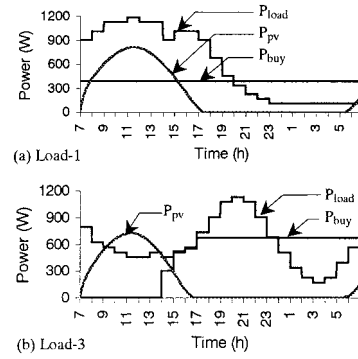 1200
900
600
300
0
Power (W)
P_load
P_pv
P_buy
7 9 11 13 15 17 19 21 23 1 3 5
(a) Load-1
Time (h)
1200
900
600
300
0
Power (W)
P_pv
P_load
P_buy
7 9 11 13 15 17 19 21 23 1 3 5
(b) Load-3
Time (h)